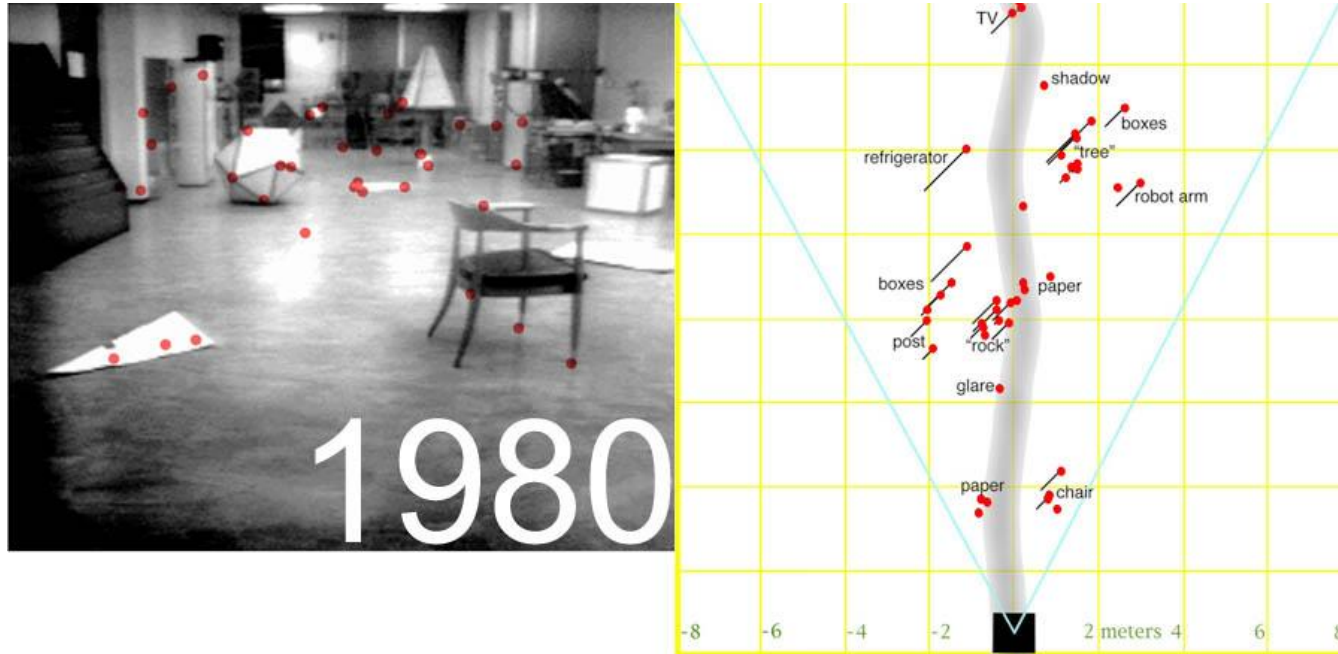 1980
TV
shadow
boxes
refrigerator
"tree"
robot arm
boxes
paper
post
"rock"
glare
paper
chair
-8 -6 -4 -2 2 meters 4 6 8